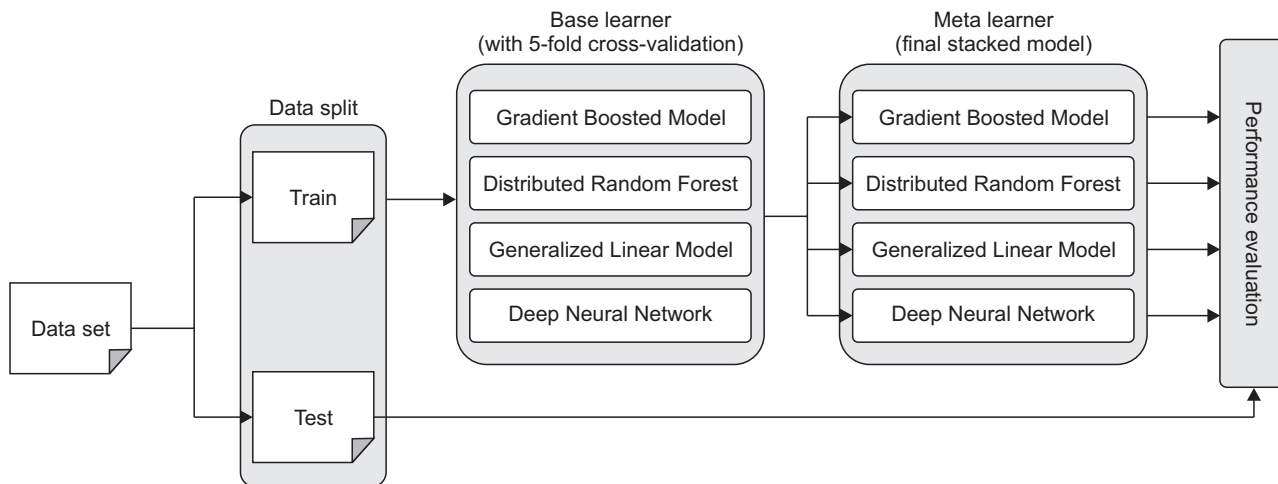 Data set
Data split
Train
Test
Base learner
(with 5-fold cross-validation)
Gradient Boosted Model
Distributed Random Forest
Generalized Linear Model
Deep Neural Network
Meta learner
(final stacked model)
Gradient Boosted Model
Distributed Random Forest
Generalized Linear Model
Deep Neural Network
Performance evaluation